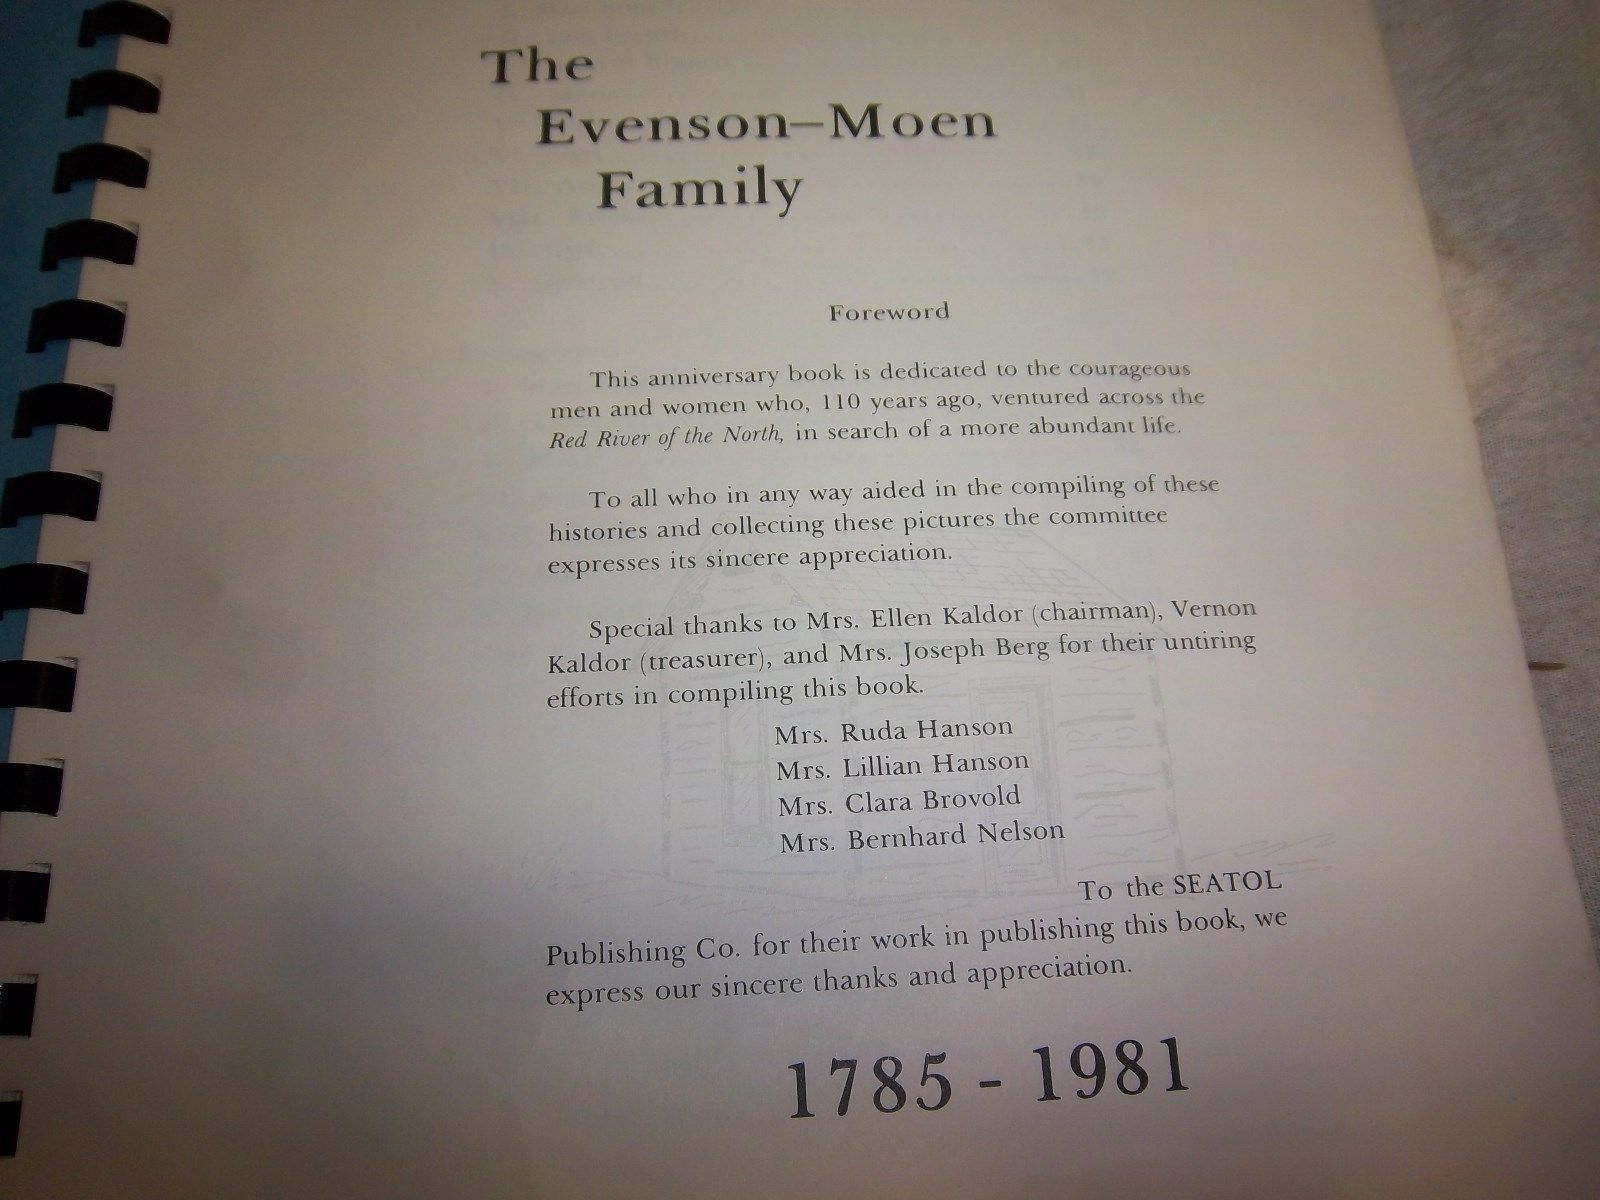 The
Evenson–Moen
Family
Foreword
This anniversary book is dedicated to the courageous
men and women who, 110 years ago, ventured across the
Red River of the North, in search of a more abundant life.
To all who in any way aided in the compiling of these
histories and collecting these pictures the committee
expresses its sincere appreciation.
Special thanks to Mrs. Ellen Kaldor (chairman), Vernon
Kaldor (treasurer), and Mrs. Joseph Berg for their untiring
efforts in compiling this book.
Mrs. Ruda Hanson
Mrs. Lillian Hanson
Mrs. Clara Brovold
Mrs. Bernhard Nelson
To the SEATOL
Publishing Co. for their work in publishing this book, we
express our sincere thanks and appreciation.
1785 - 1981